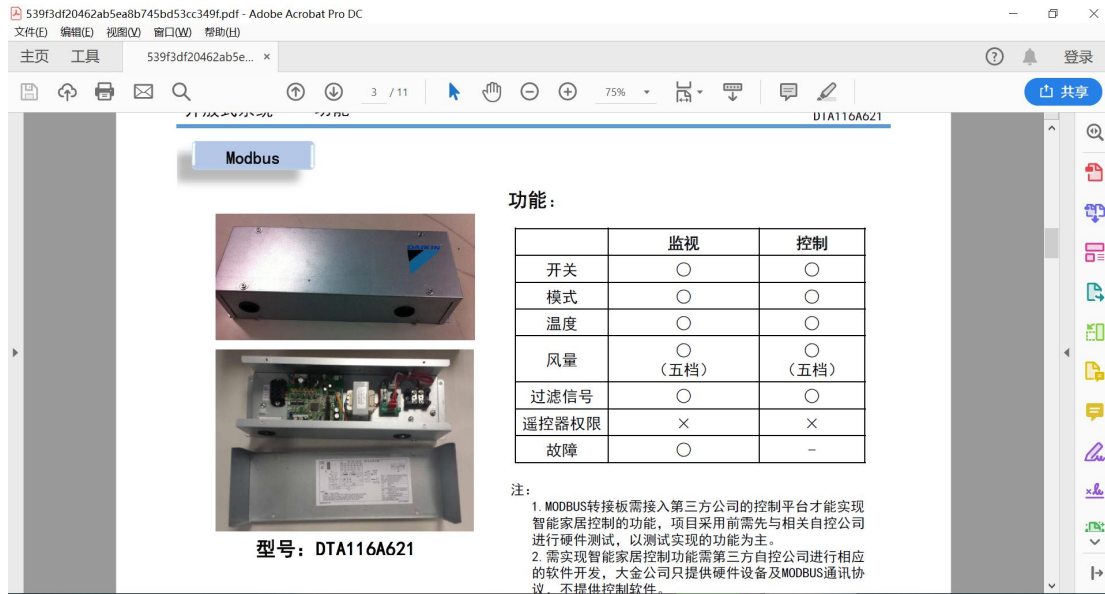 539f3df20462ab5ea8b745bd53cc349f.pdf - Adobe Acrobat Pro DC
文件(F) 编辑(E) 视图(V) 窗口(W) 帮助(H)
主页 工具 539f3df20462ab5e... × 登录
3 / 11 75% 共享
开放式系统 功能 DTA116A621
Modbus
功能：
监视 控制
开关 ○ ○
模式 ○ ○
温度 ○ ○
风量 ○ ○
（五档） （五档）
过滤信号 ○ ○
遥控器权限 × ×
故障 ○ -
DAIKIN
型号：DTA116A621
注：
1.MODBUS转接板需接入第三方公司的控制平台才能实现
智能家居控制的功能，项目采用前需先与相关自控公司
进行硬件测试，以测试实现的功能为主。
2.需实现智能家居控制功能需第三方自控公司进行相应
的软件开发，大金公司只提供硬件设备及MODBUS通讯协
议，不提供控制软件。